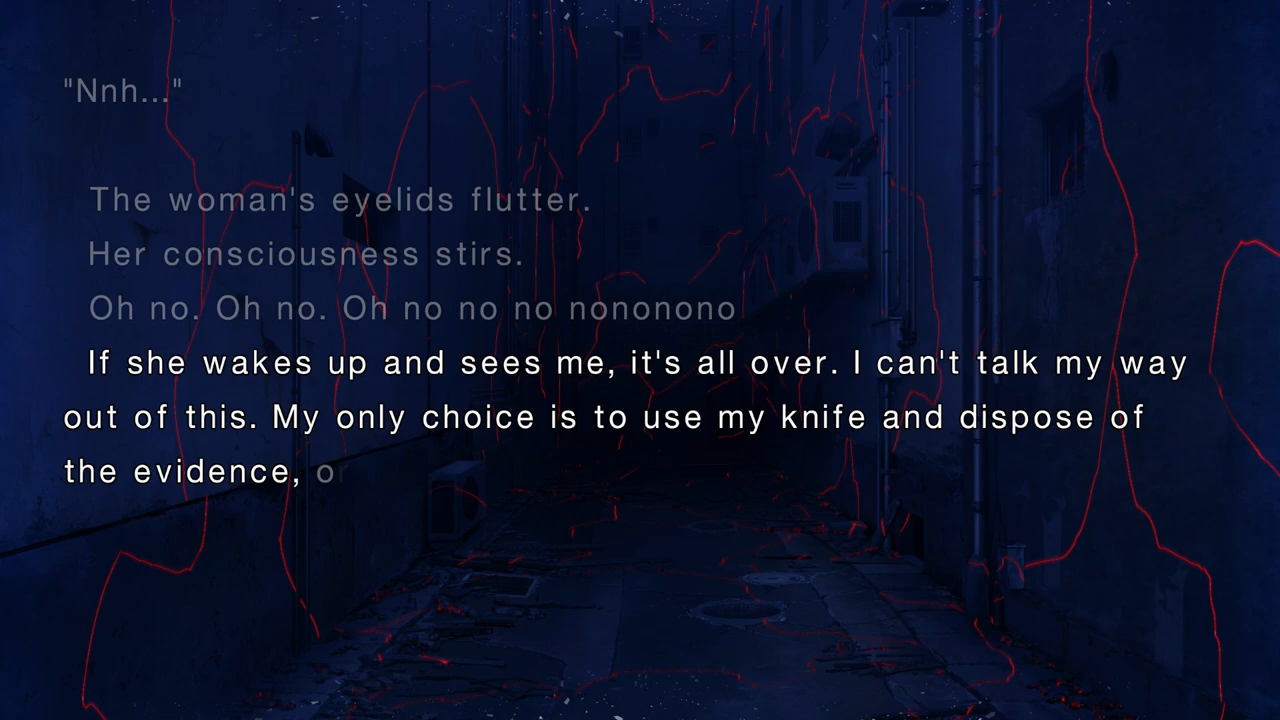 "Nnh..."
The woman's eyelids flutter.
Her consciousness stirs.
Oh no. Oh no. Oh no no no nononono
If she wakes up and sees me, it's all over. I can't talk my way
out of this. My only choice is to use my knife and dispose of
the evidence, or